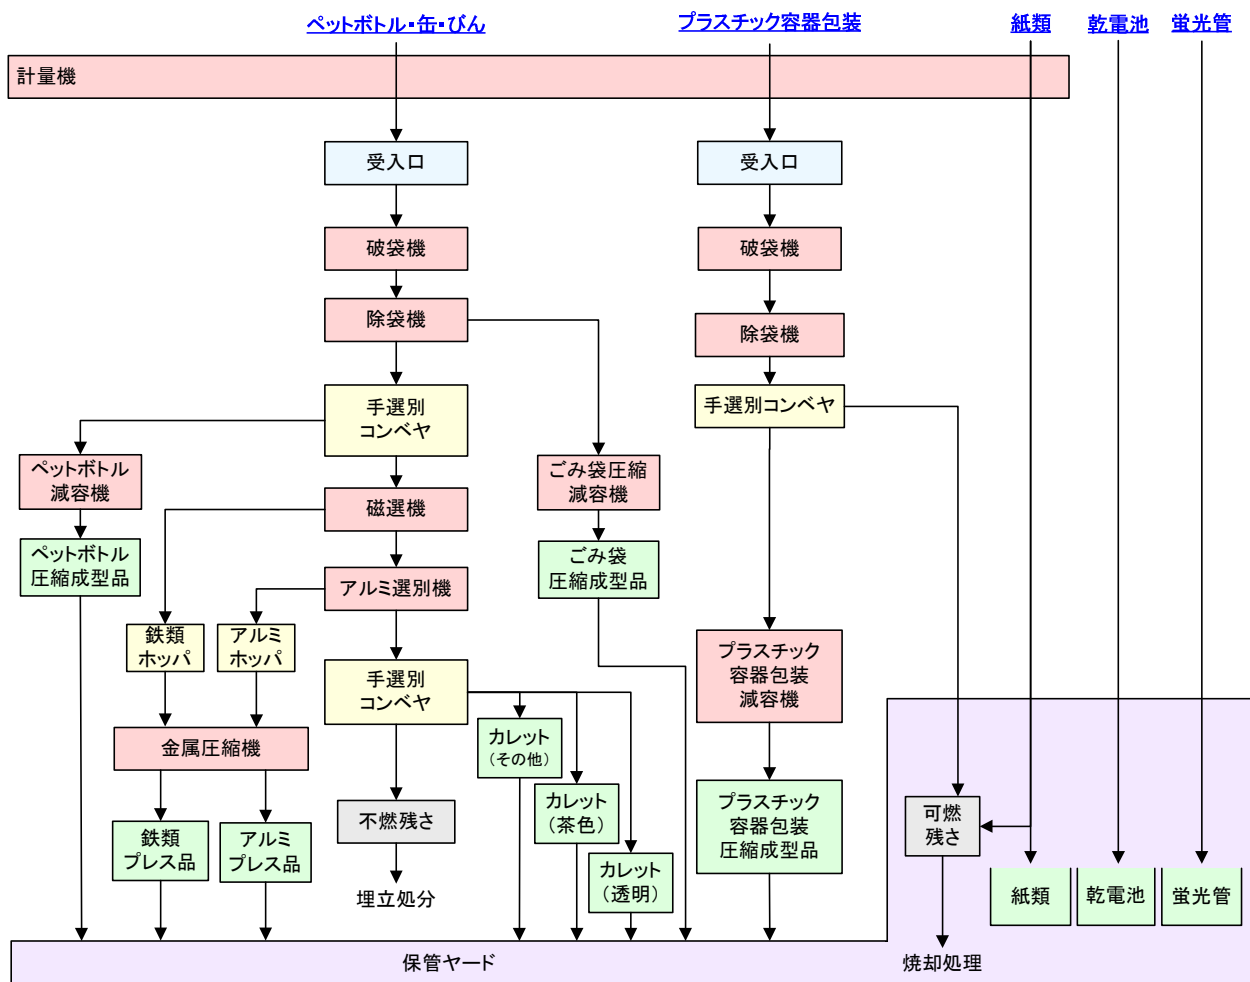 ペットボトル・缶・びん
プラスチック容器包装
紙類
乾電池
蛍光管
計量機
受入口
受入口
破袋機
破袋機
除袋機
除袋機
手選別
コンベヤ
手選別コンベヤ
ペットボトル
減容機
ごみ袋圧縮
減容機
磁選機
ペットボトル
圧縮成型品
ごみ袋
圧縮成型品
アルミ選別機
鉄類
ホッパ
アルミ
ホッパ
手選別
コンベヤ
プラスチック
容器包装
減容機
金属圧縮機
カレット
（その他）
カレット
（茶色）
プラスチック
容器包装
圧縮成型品
不燃残さ
可燃
残さ
鉄類
プレス品
アルミ
プレス品
カレット
（透明）
埋立処分
紙類
乾電池
蛍光管
保管ヤード
焼却処理